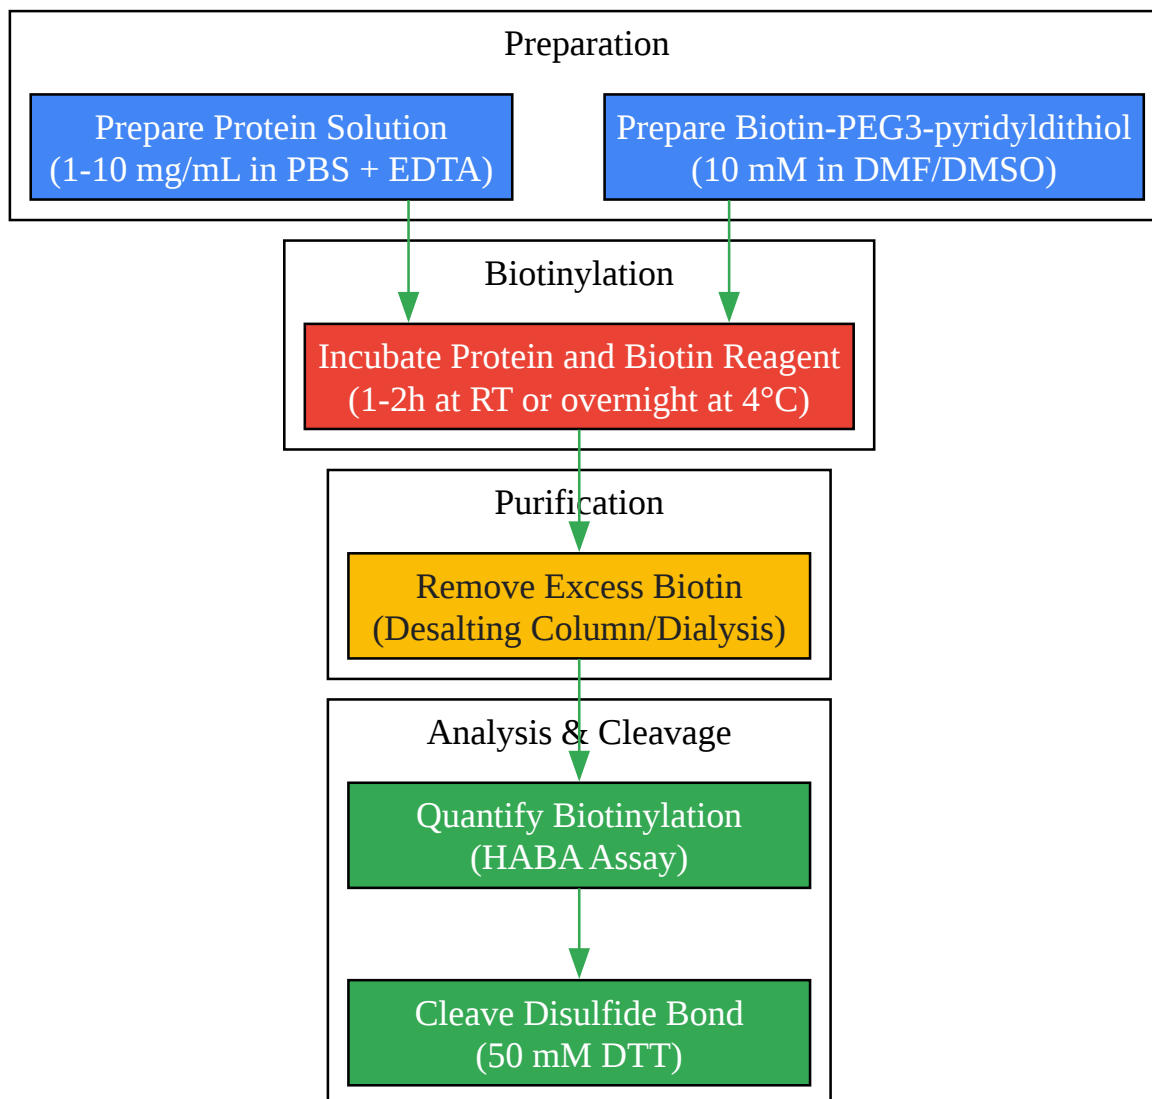 Preparation
Prepare Protein Solution
(1-10 mg/mL in PBS + EDTA)
Prepare Biotin-PEG3-pyridyldithiol
(10 mM in DMF/DMSO)
Biotinylation
Incubate Protein and Biotin Reagent
(1-2h at RT or overnight at 4°C)
Purification
Remove Excess Biotin
(Desalting Column/Dialysis)
Analysis & Cleavage
Quantify Biotinylation
(HABA Assay)
Cleave Disulfide Bond
(50 mM DTT)